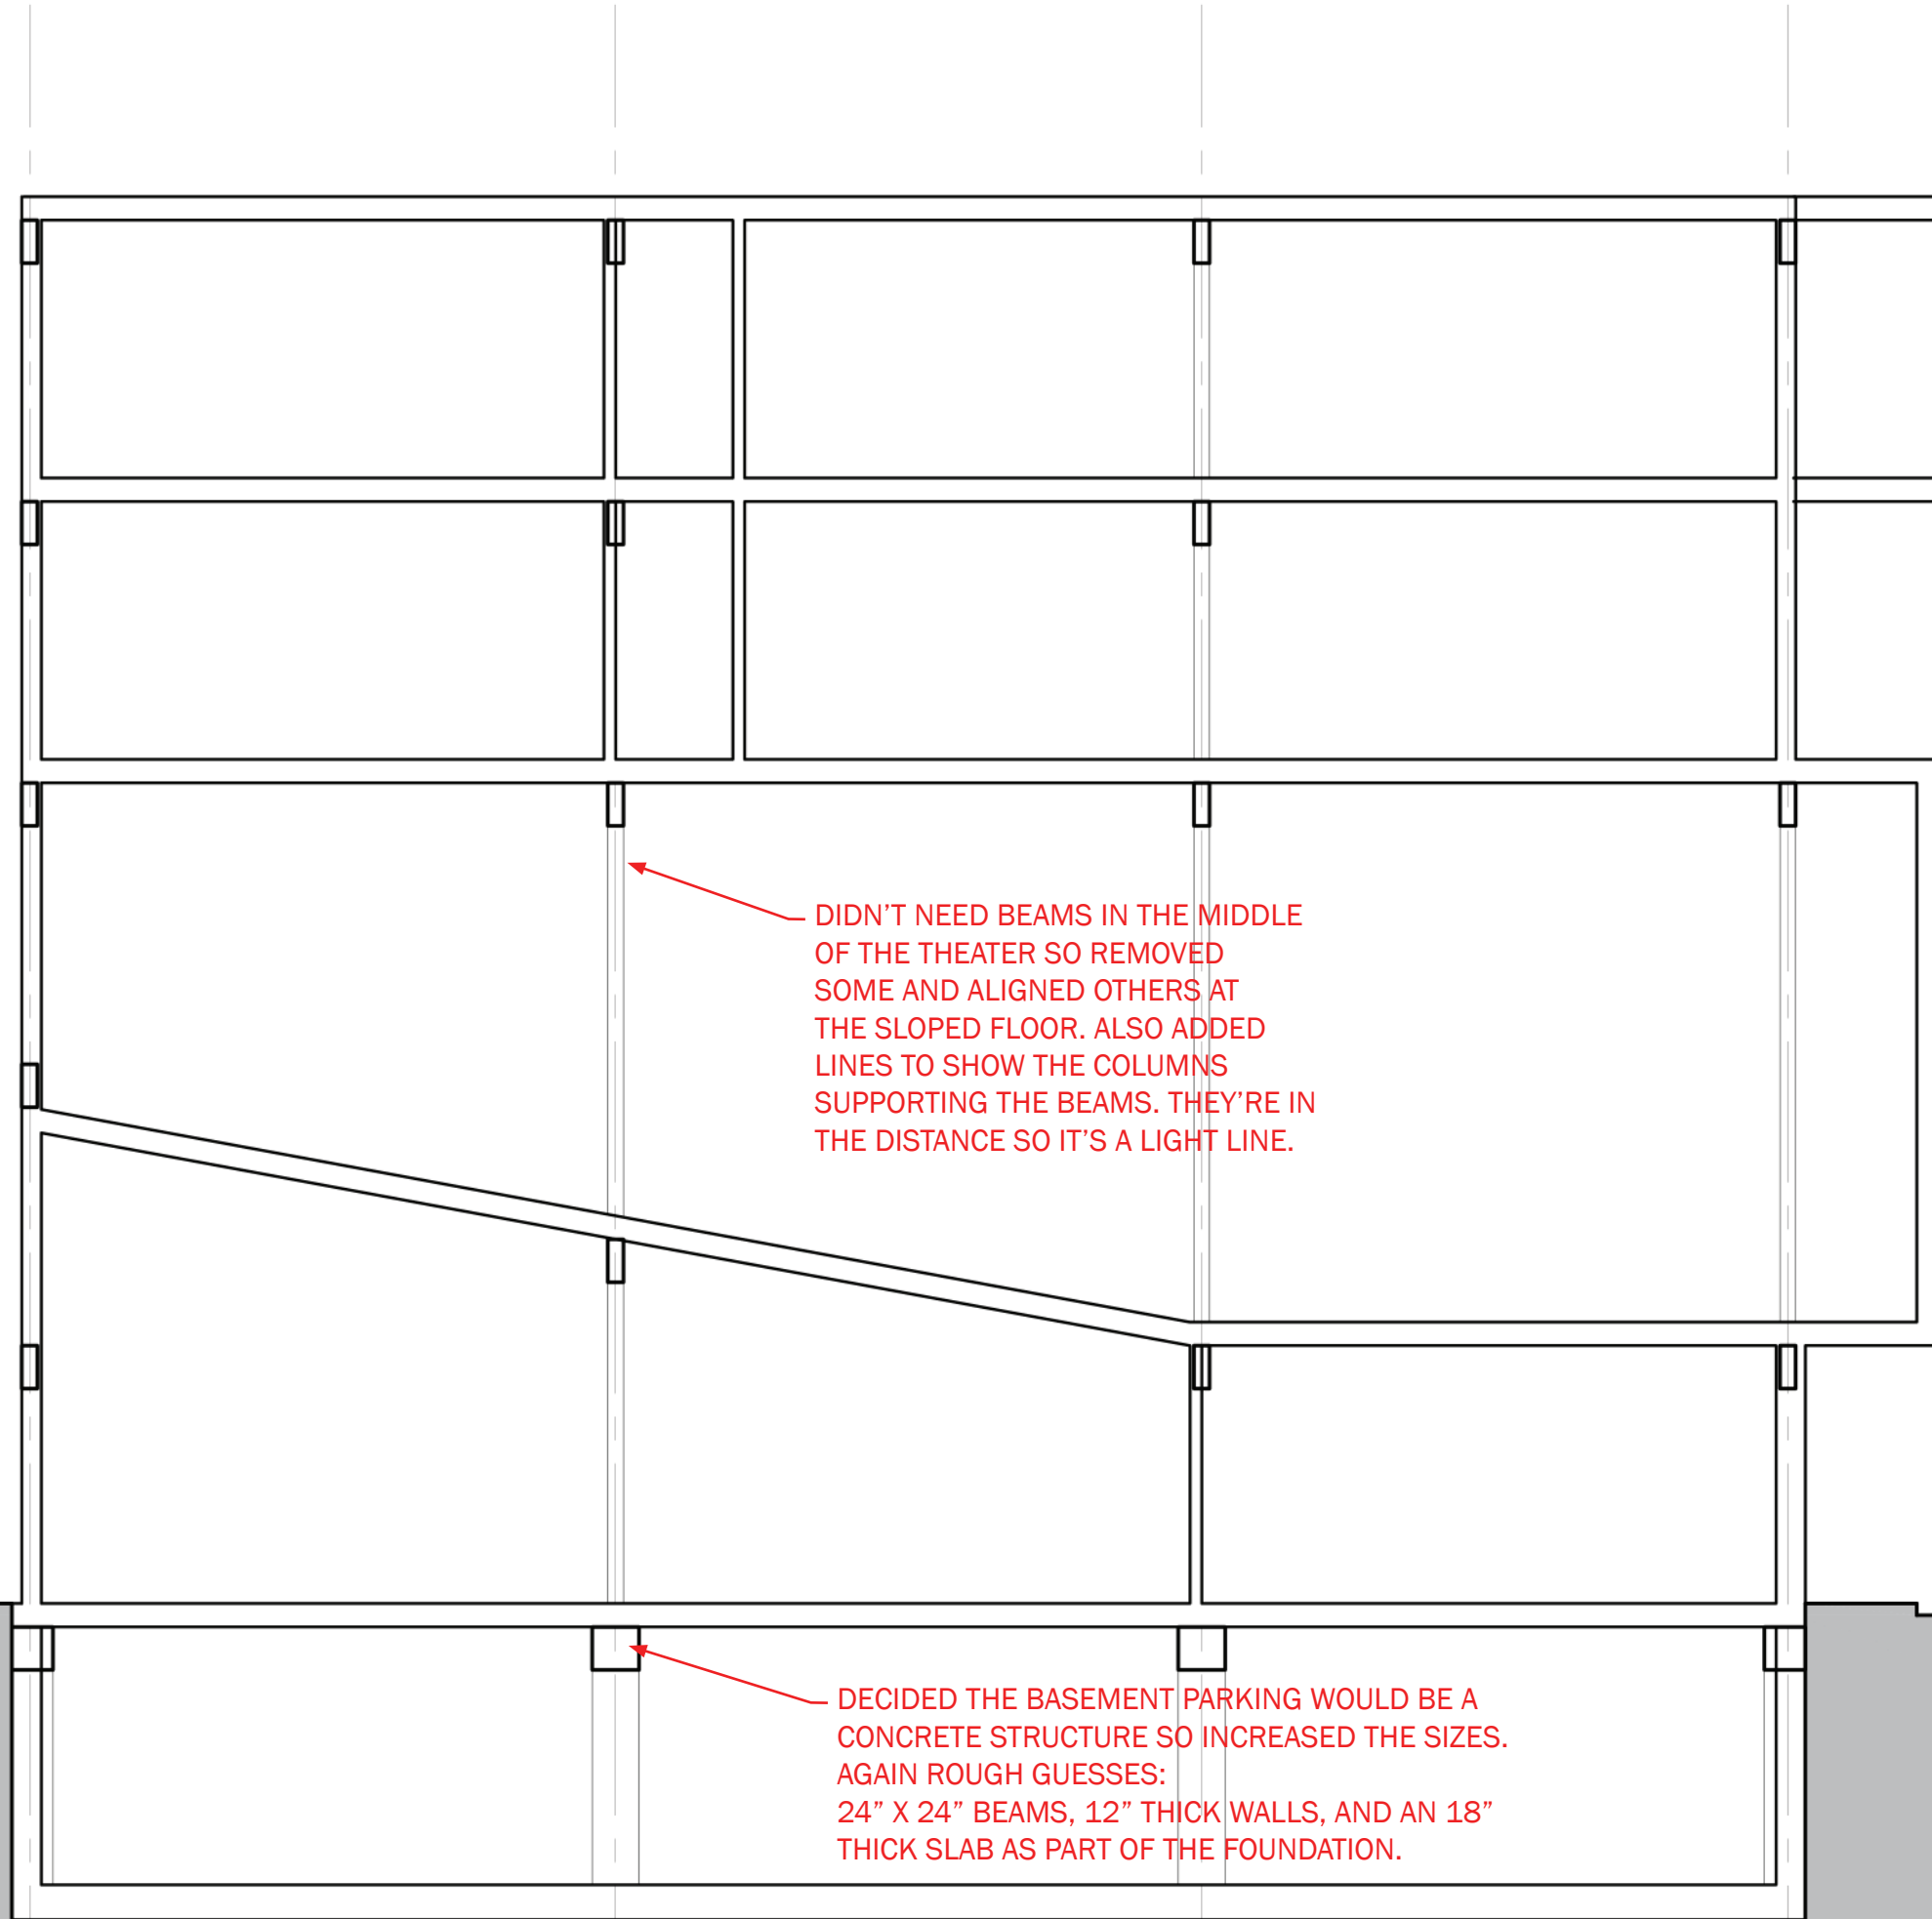 DIDN’T NEED BEAMS IN THE MIDDLE
OF THE THEATER SO REMOVED
SOME AND ALIGNED OTHERS AT
THE SLOPED FLOOR. ALSO ADDED
LINES TO SHOW THE COLUMNS
SUPPORTING THE BEAMS. THEY’RE IN
THE DISTANCE SO IT’S A LIGHT LINE.
DECIDED THE BASEMENT PARKING WOULD BE A
CONCRETE STRUCTURE SO INCREASED THE SIZES.
AGAIN ROUGH GUESSES:
24” X 24” BEAMS, 12” THICK WALLS, AND AN 18”
THICK SLAB AS PART OF THE FOUNDATION.